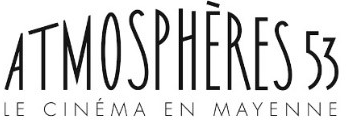 ATMOSPHÈRES 53
LE CINÉMA EN MAYENNE